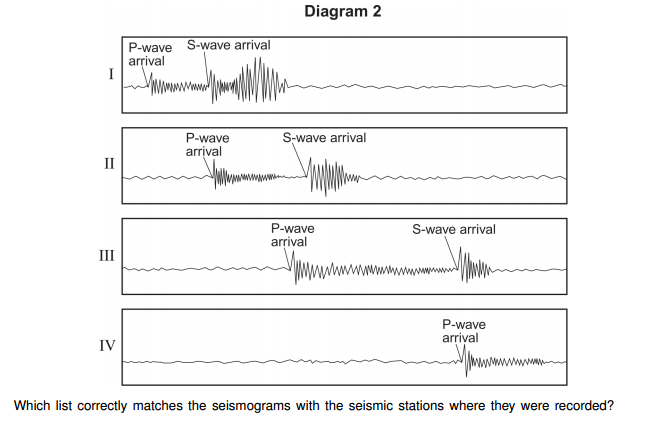 Diagram 2
P-wave
arrival
S-wave arrival
I
P-wave
arrival
S-wave arrival
II
P-wave
arrival
S-wave arrival
III
P-wave
arrival
IV
Which list correctly matches the seismograms with the seismic stations where they were recorded?